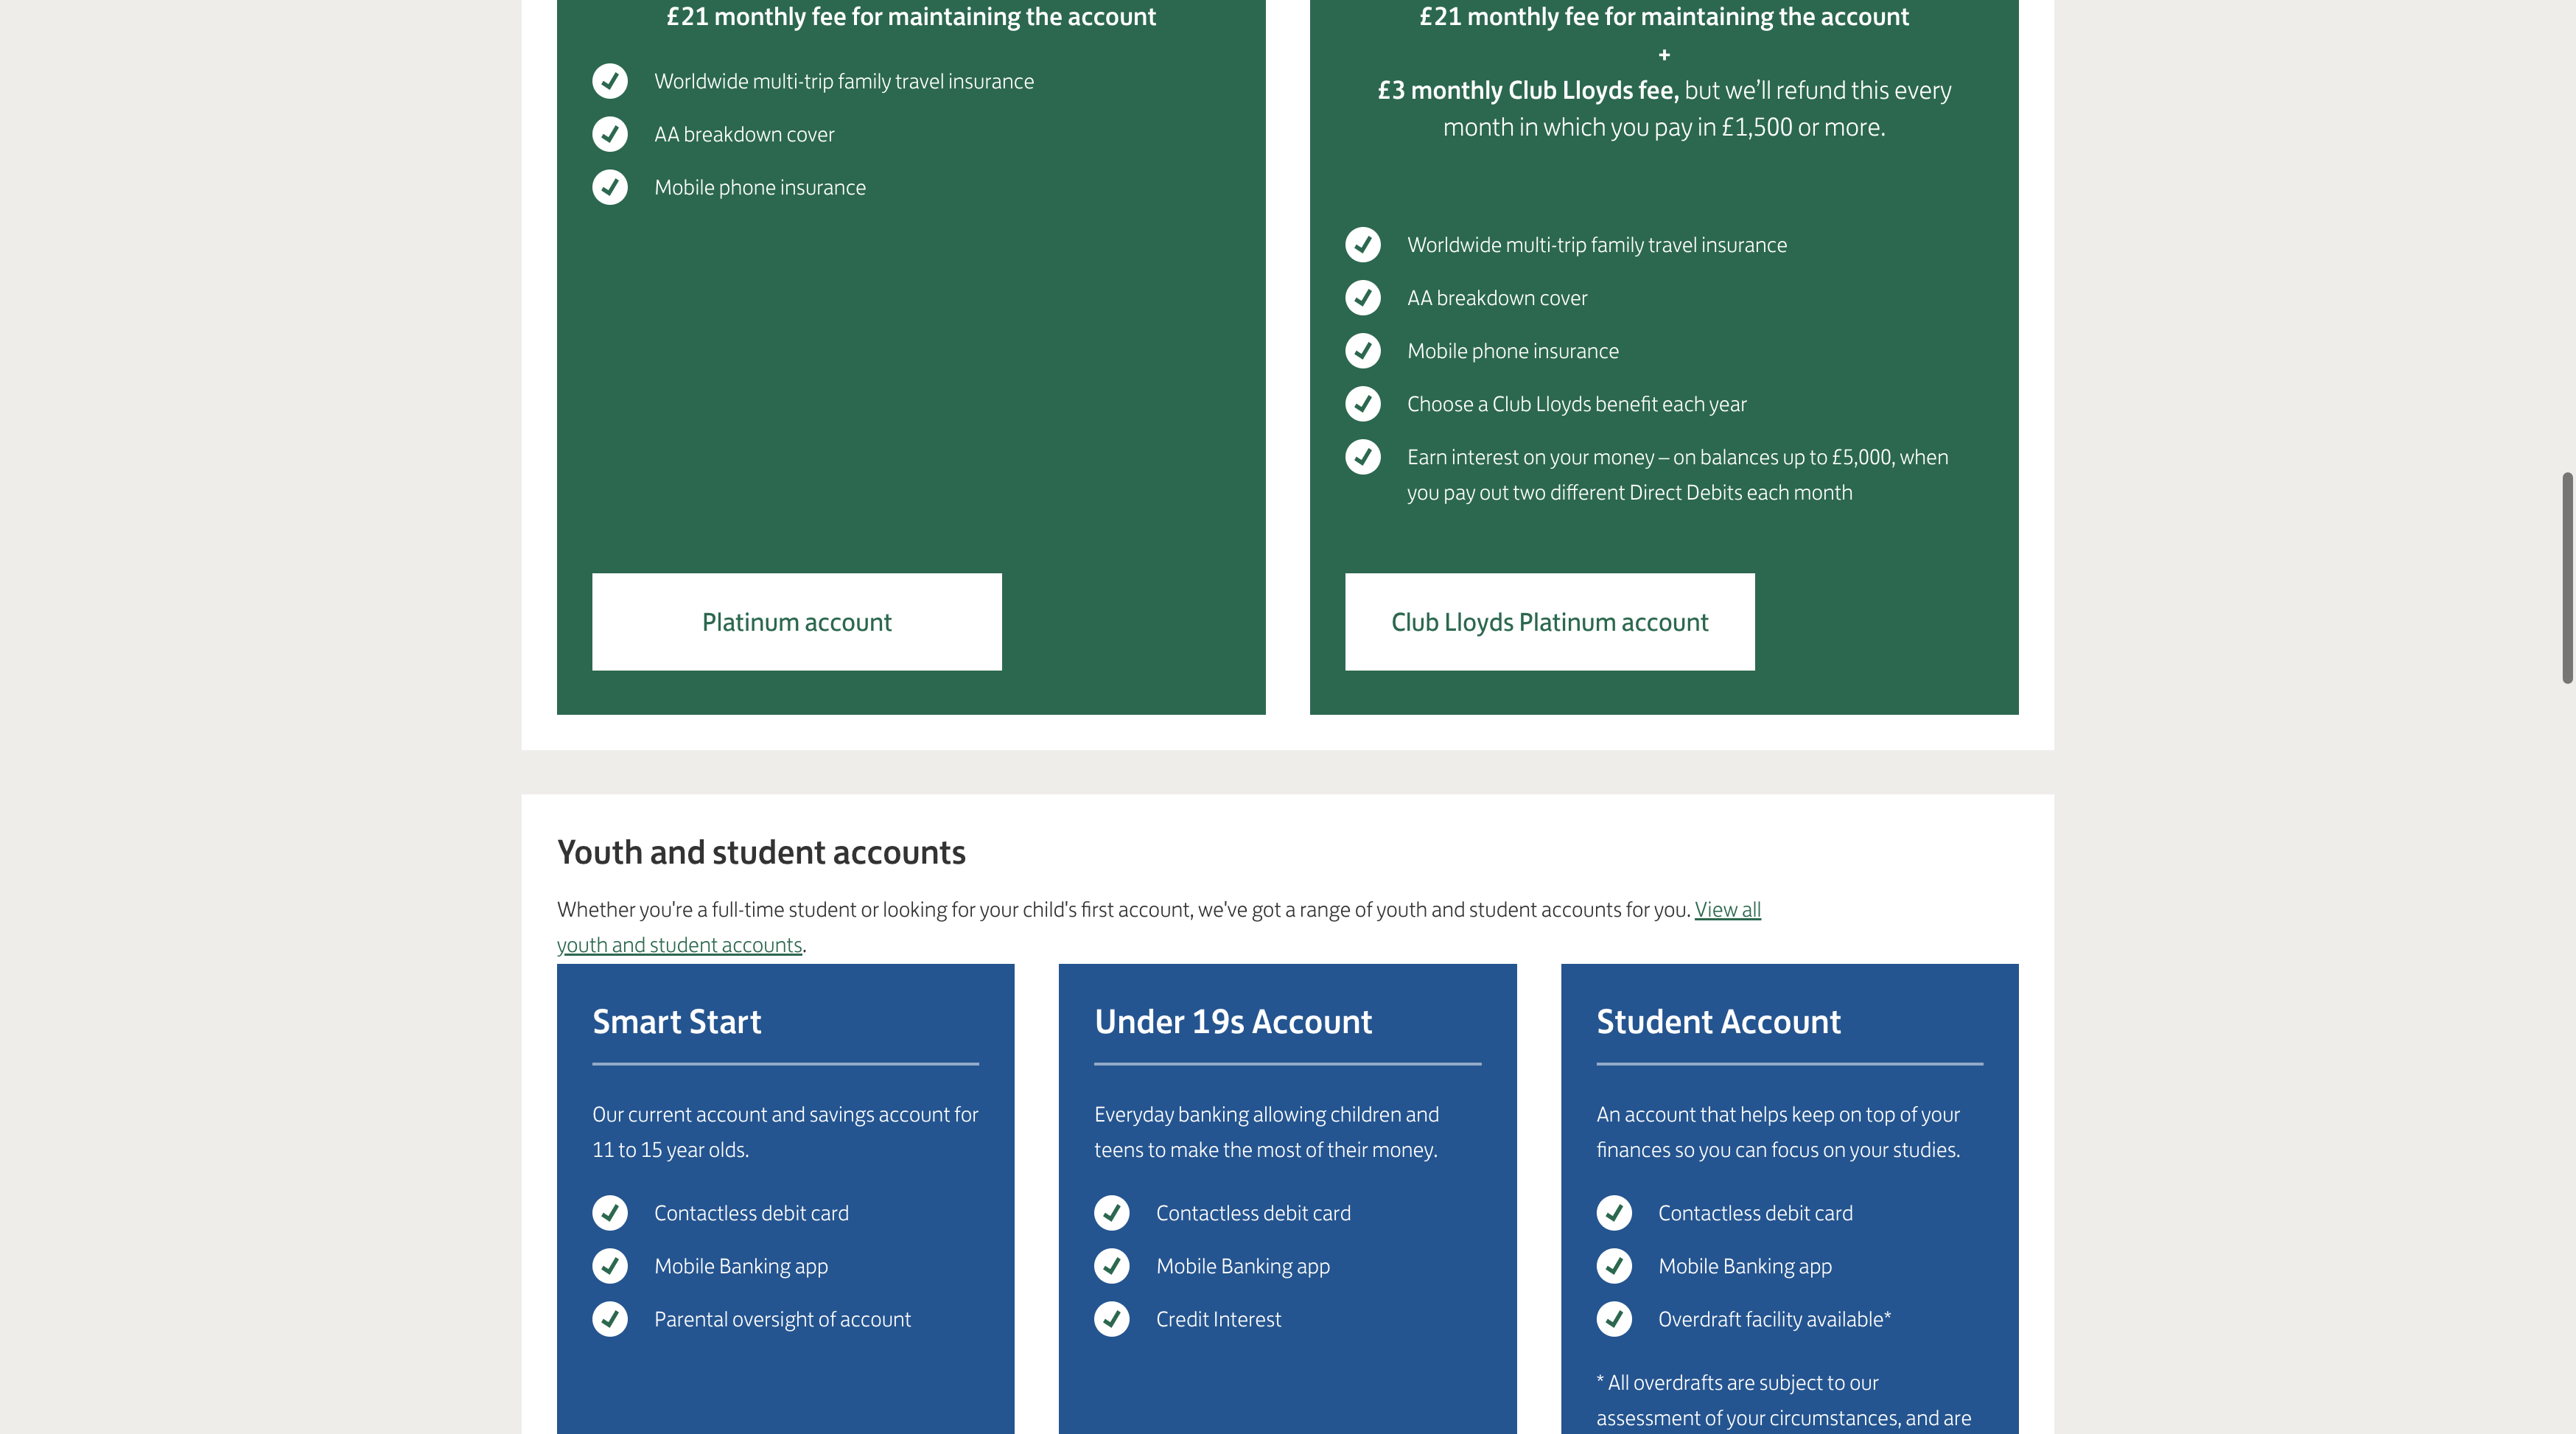 £21 monthly fee for maintaining the account
Worldwide multi-trip family travel insurance
AA breakdown cover
Mobile phone insurance
Platinum account
£21 monthly fee for maintaining the account
+
£3 monthly Club Lloyds fee, but we’ll refund this every
month in which you pay in £1,500 or more.
Worldwide multi-trip family travel insurance
AA breakdown cover
Mobile phone insurance
Choose a Club Lloyds benefit each year
Earn interest on your money – on balances up to £5,000, when
you pay out two different Direct Debits each month
Club Lloyds Platinum account
Youth and student accounts
Whether you're a full-time student or looking for your child's first account, we've got a range of youth and student accounts for you. View all
youth and student accounts.
Smart Start
Our current account and savings account for
11 to 15 year olds.
Contactless debit card
Mobile Banking app
Parental oversight of account
Under 19s Account
Everyday banking allowing children and
teens to make the most of their money.
Contactless debit card
Mobile Banking app
Credit Interest
Student Account
An account that helps keep on top of your
finances so you can focus on your studies.
Contactless debit card
Mobile Banking app
Overdraft facility available*
* All overdrafts are subject to our
assessment of your circumstances, and are